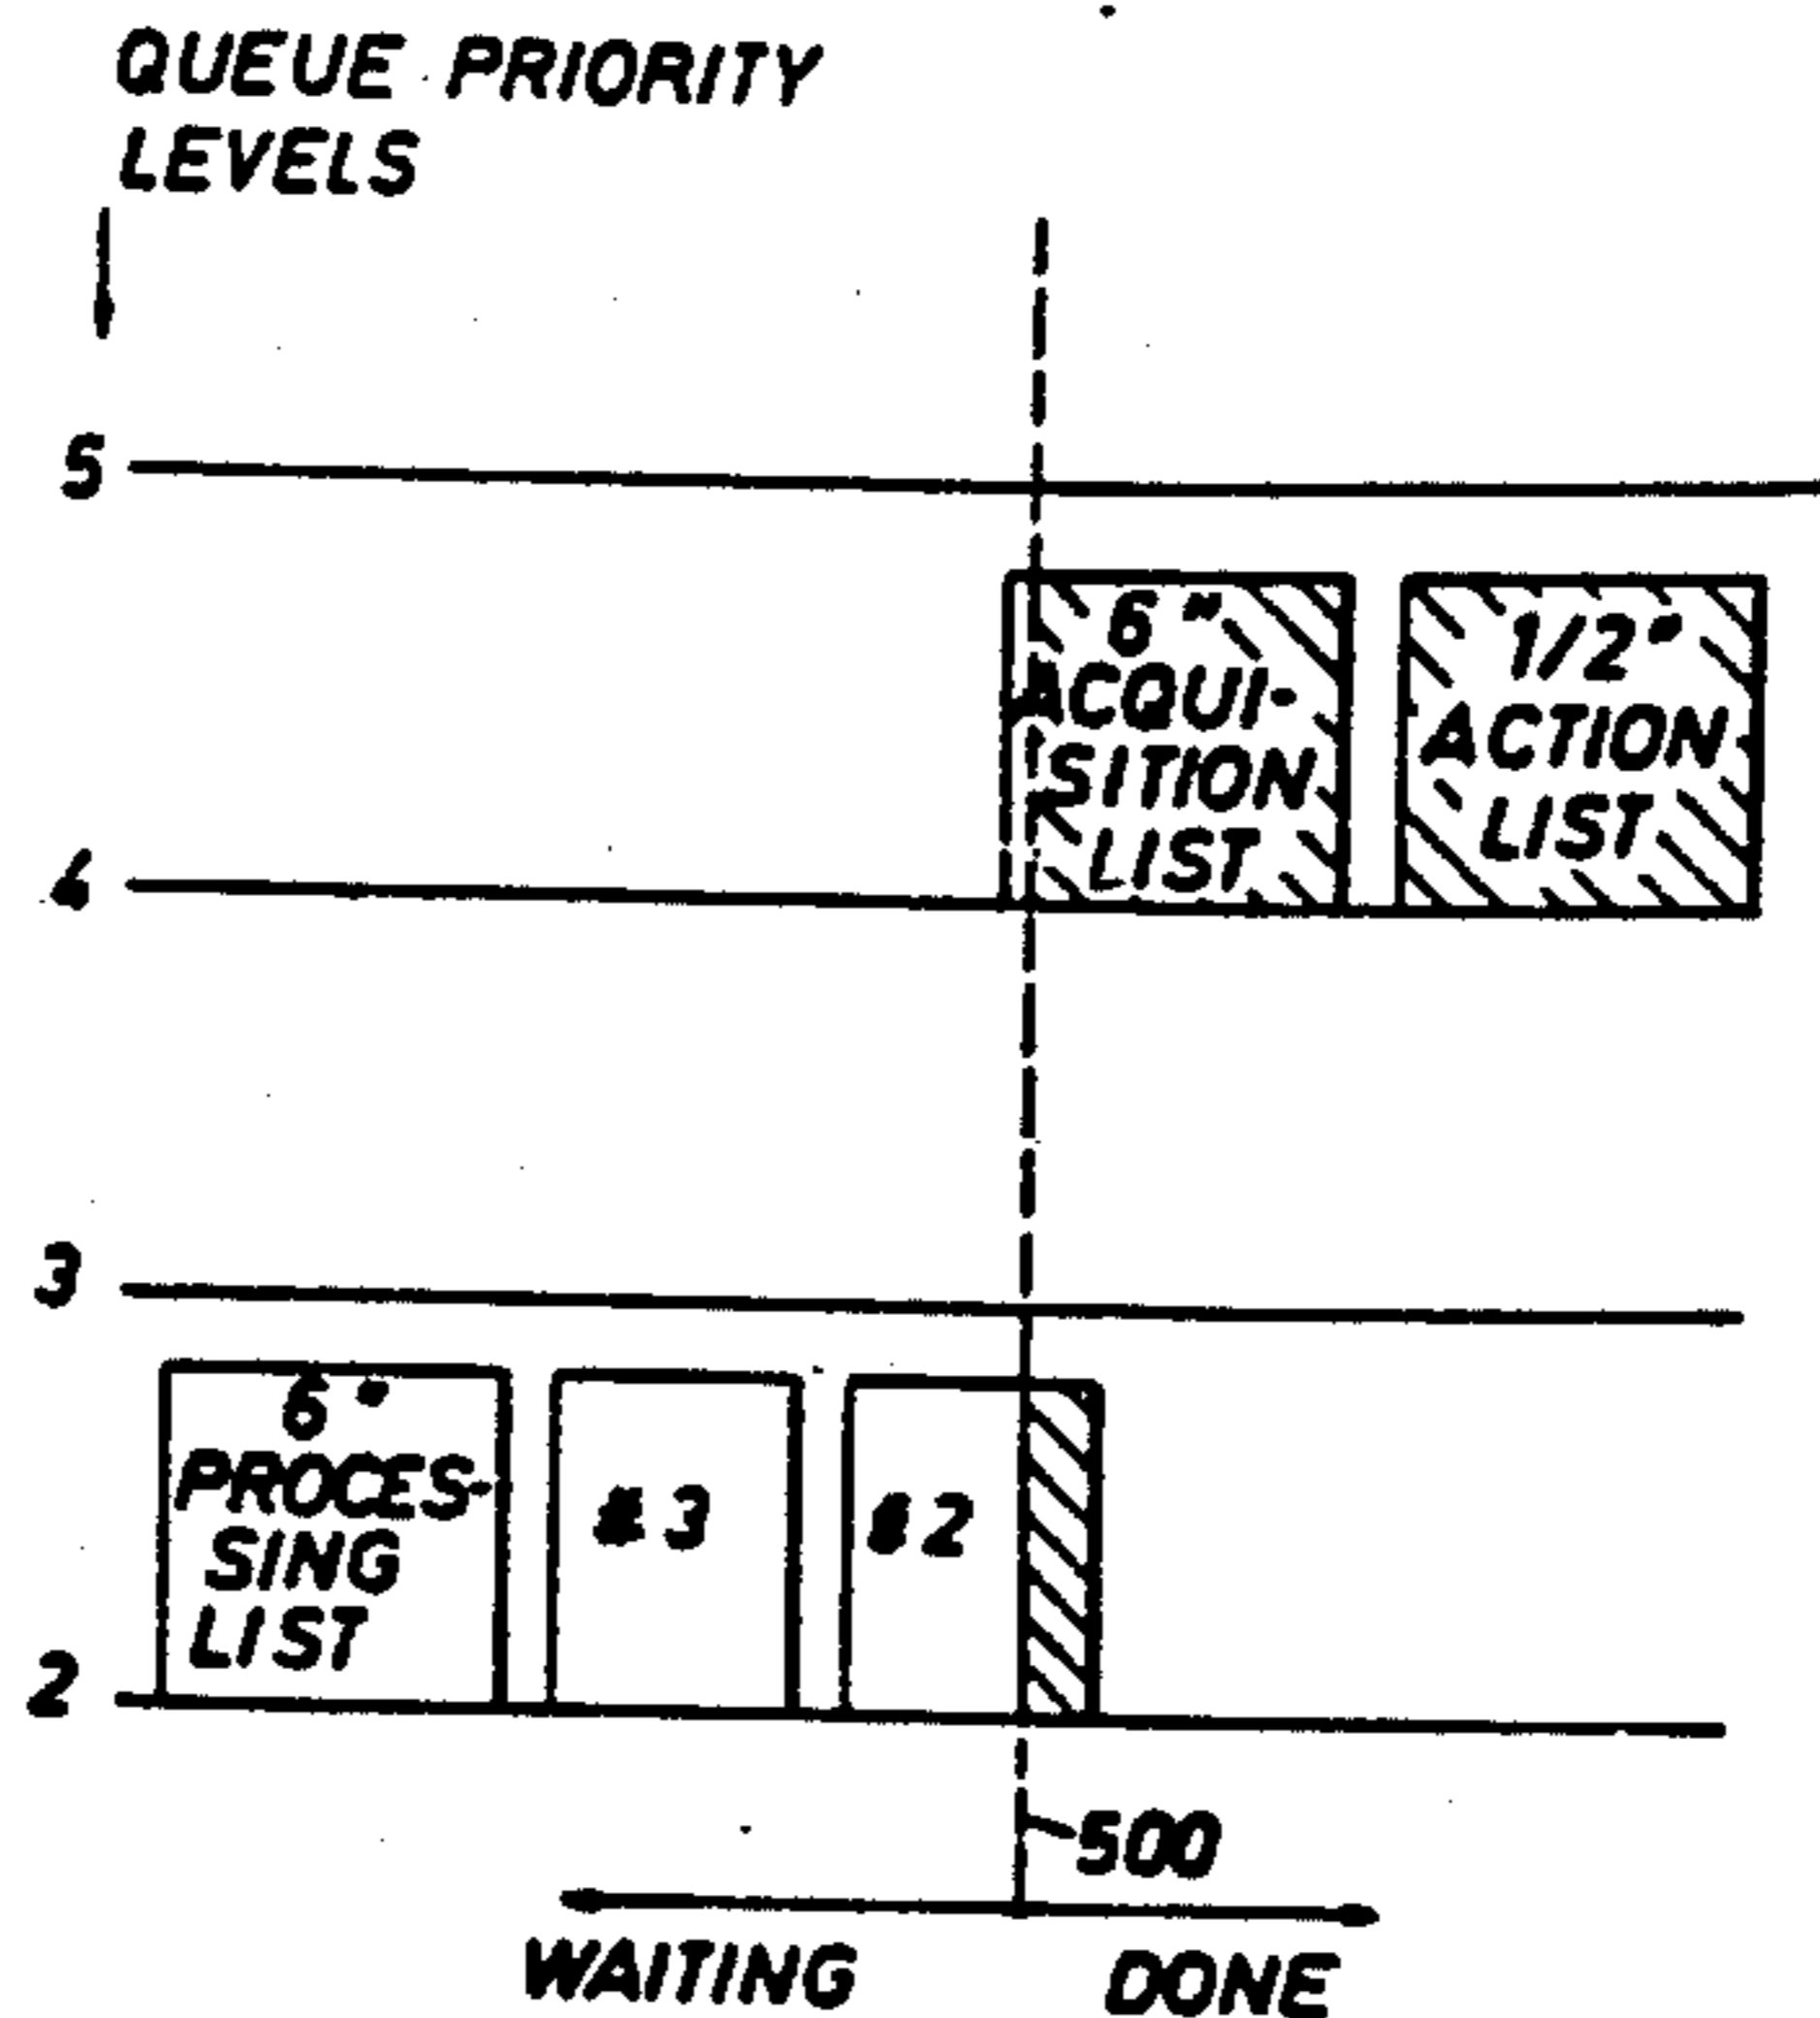 QUEUE PRIORITY
LEVELS
5
6"
ACQUI-
SITION
LIST
1/2"
ACTION
LIST
4
3
6"
PROCES-
SING
LIST
#3
#2
2
500
WAITING
DONE